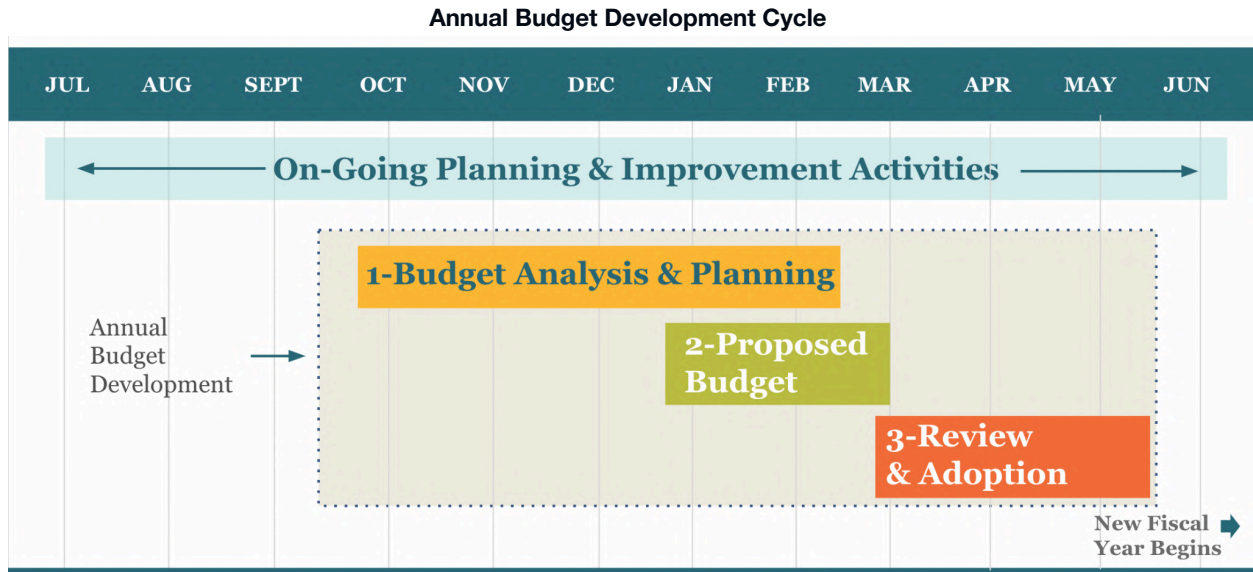 Annual Budget Development Cycle
JUL AUG SEPT OCT NOV DEC JAN FEB MAR APR MAY JUN
On-Going Planning & Improvement Activities
1-Budget Analysis & Planning
Annual
Budget
Development
2-Proposed
Budget
3-Review
& Adoption
New Fiscal
Year Begins